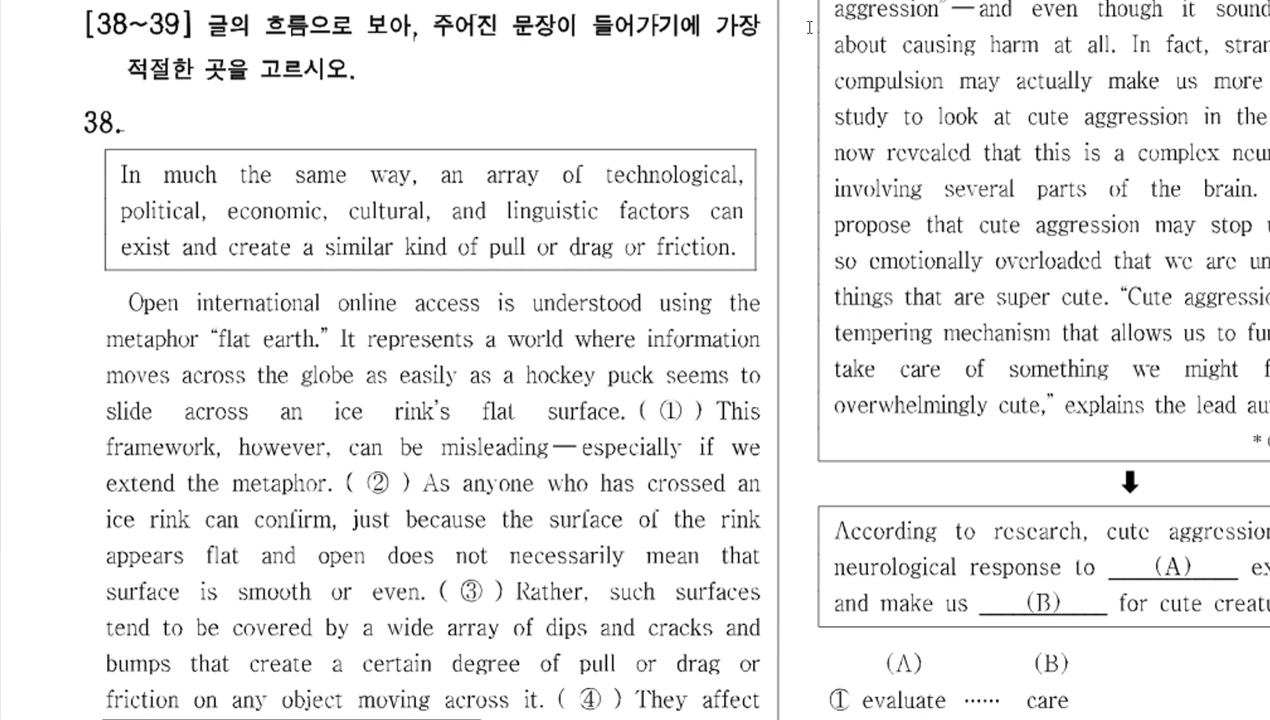 [38~39] 글의 흐름으로 보아, 주어진 문장이 들어가기에 가장
적절한 곳을 고르시오.
38.
In much the same way, an array of technological,
political, economic, cultural, and linguistic factors can
exist and create a similar kind of pull or drag or friction.
Open international online access is understood using the
metaphor “flat earth.” It represents a world where information
moves across the globe as easily as a hockey puck seems to
slide across an ice rink’s flat surface. ( ① ) This
framework, however, can be misleading — especially if we
extend the metaphor. ( ② ) As anyone who has crossed an
ice rink can confirm, just because the surface of the rink
appears flat and open does not necessarily mean that
surface is smooth or even. ( ③ ) Rather, such surfaces
tend to be covered by a wide array of dips and cracks and
bumps that create a certain degree of pull or drag or
friction on any object moving across it. ( ④ ) They affect
aggression” — and even though it
about causing harm at all. In fact,
compulsion may actually make us more
study to look at cute aggression in the
now revealed that this is a complex
involving several parts of the brain.
propose that cute aggression may stop
so emotionally overloaded that we are
things that are super cute. “Cute
tempering mechanism that allows us to
take care of something we might
overwhelmingly cute,” explains the lead
*
According to research, cute
neurological response to (A)
and make us (B) for cute
(A) (B)
① evaluate …… care